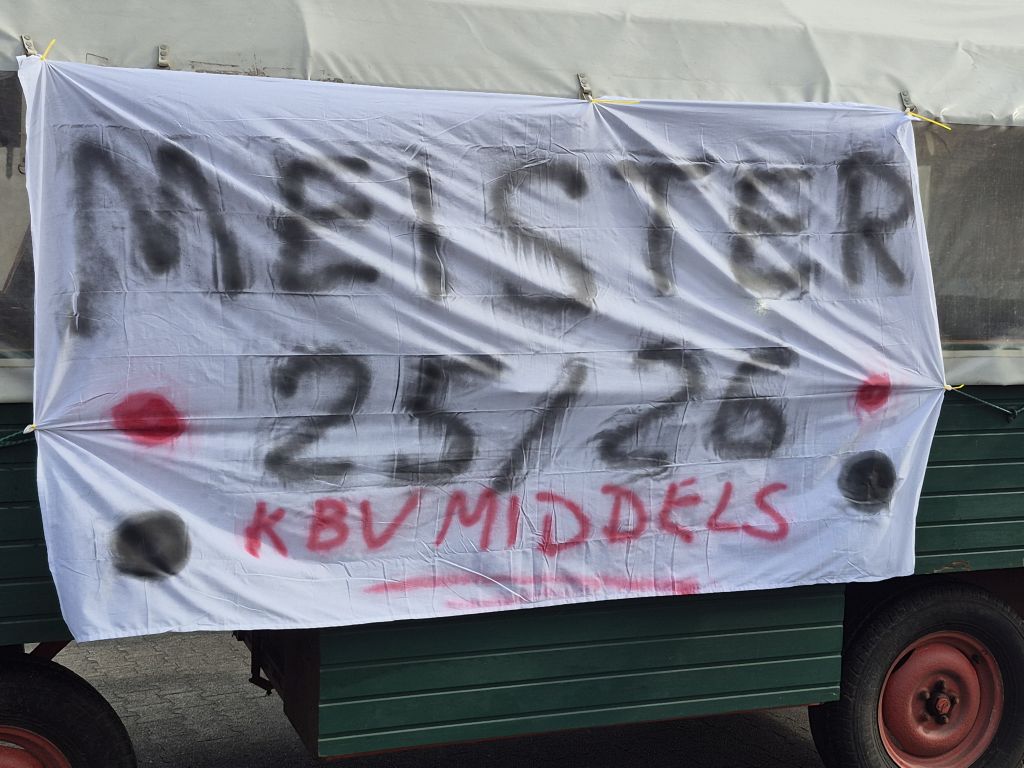 MEISTER
25/26
KBV MIDDELS